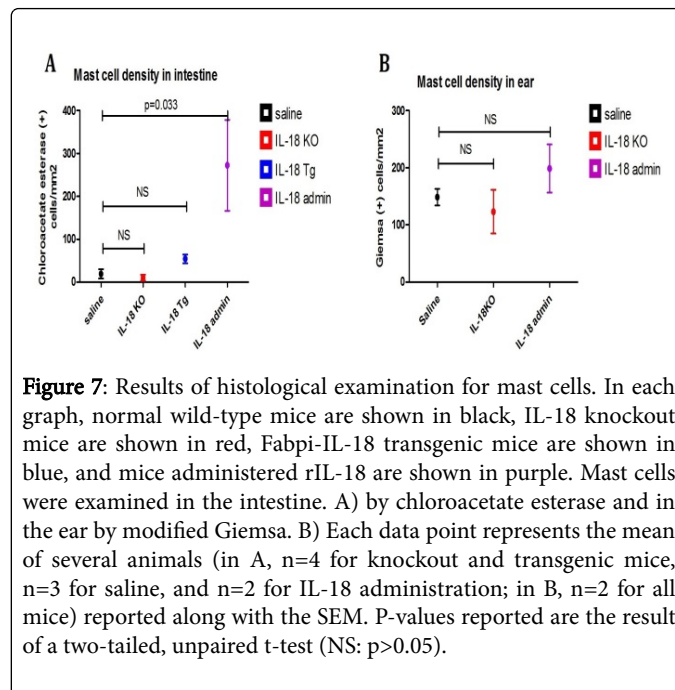 A
Mast cell density in intestine
p=0.033
NS
NS
Chloroacetate esterase (+)
cells/mm2
400
300
200
100
0
saline
IL-18 KO
IL-18 Tg
IL-18 admin
saline
IL-18 KO
IL-18 Tg
IL-18 admin
B
Mast cell density in ear
NS
NS
Giemsa (+) cells/mm2
300
200
100
0
Saline
IL-18KO
IL-18 admin
saline
IL-18 KO
IL-18 admin
Figure 7: Results of histological examination for mast cells. In each
graph, normal wild-type mice are shown in black, IL-18 knockout
mice are shown in red, Fabpi-IL-18 transgenic mice are shown in
blue, and mice administered rIL-18 are shown in purple. Mast cells
were examined in the intestine. A) by chloroacetate esterase and in
the ear by modified Giemsa. B) Each data point represents the mean
of several animals (in A, n=4 for knockout and transgenic mice,
n=3 for saline, and n=2 for IL-18 administration; in B, n=2 for all
mice) reported along with the SEM. P-values reported are the result
of a two-tailed, unpaired t-test (NS: p>0.05).